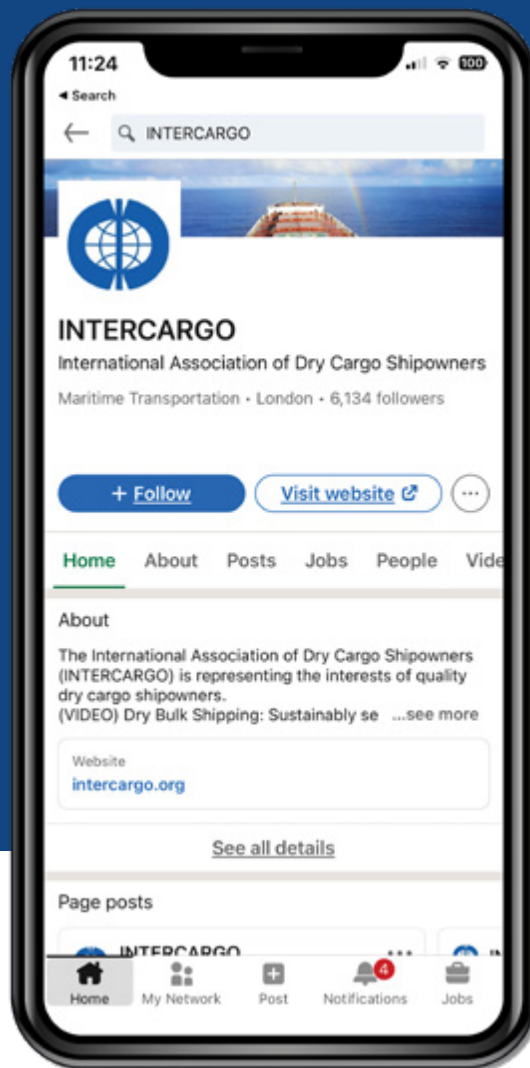 11:24
100
◂ Search
INTERCARGO
INTERCARGO
International Association of Dry Cargo Shipowners
Maritime Transportation • London • 6,134 followers
+ Follow
Visit website
Home About Posts Jobs People Vide
About
The International Association of Dry Cargo Shipowners
(INTERCARGO) is representing the interests of quality
dry cargo shipowners.
(VIDEO) Dry Bulk Shipping: Sustainably se ...see more
Website
intercargo.org
See all details
Page posts
INTERCARGO
4
Home My Network Post Notifications Jobs